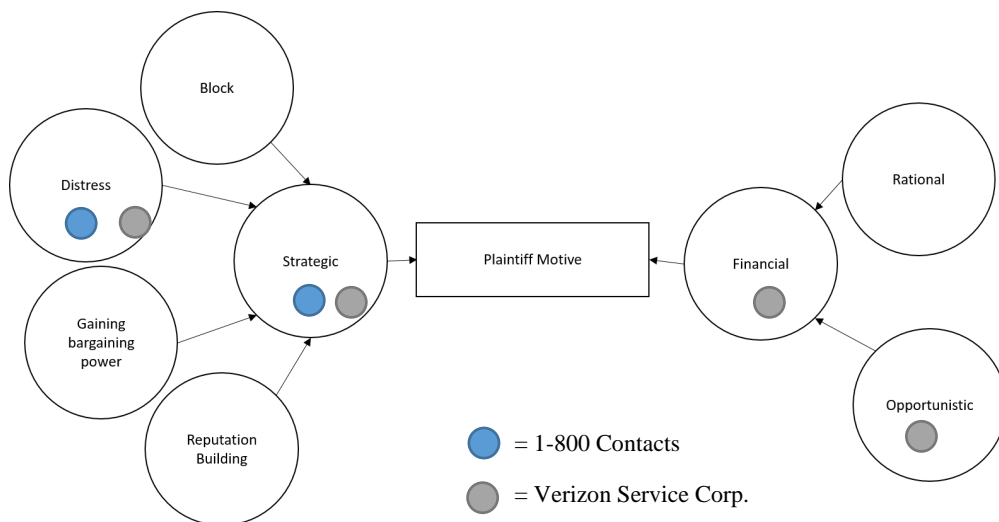 Block
Distress
Strategic
Gaining
bargaining
power
Reputation
Building
Plaintiff Motive
Rational
Financial
Opportunistic
= 1-800 Contacts
= Verizon Service Corp.